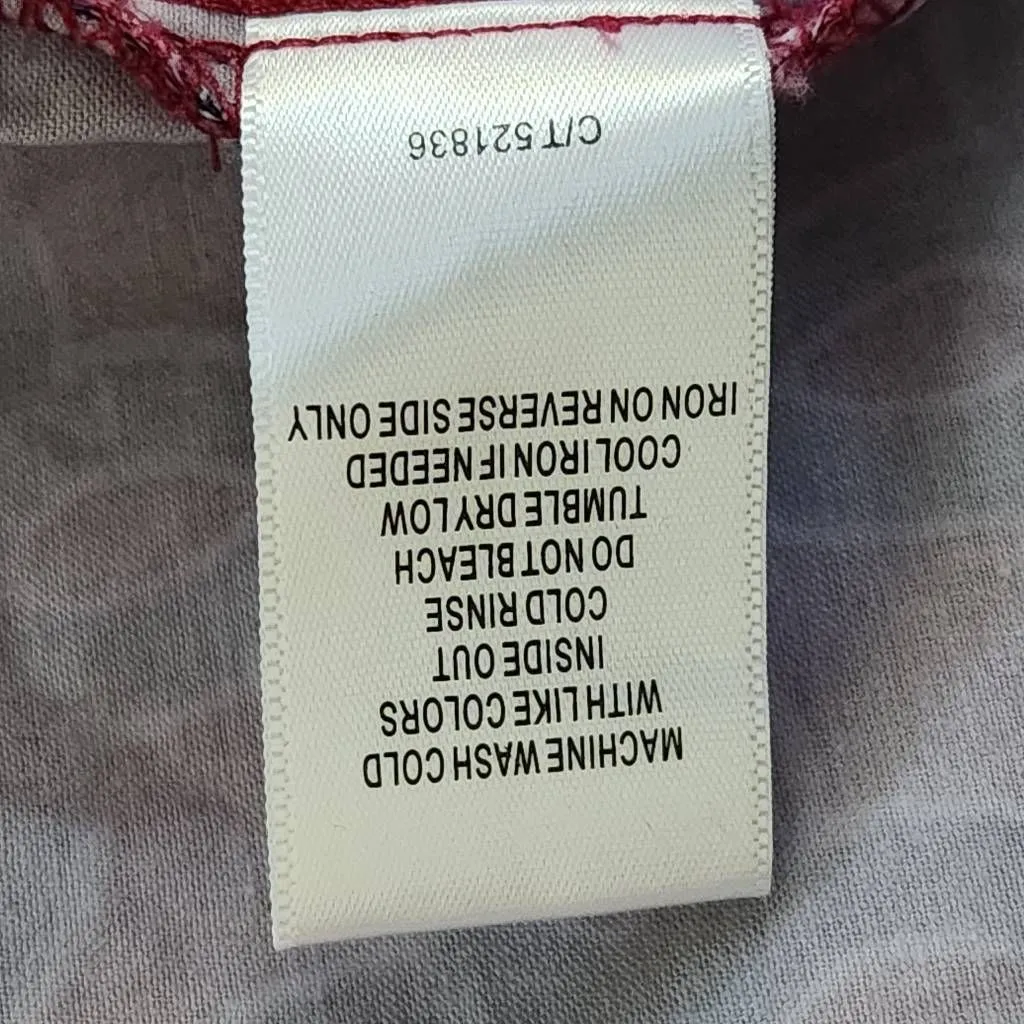 MACHINE WASH COLD
WITH LIKE COLORS
INSIDE OUT
COLD RINSE
DO NOT BLEACH
TUMBLE DRY LOW
COOL IRON IF NEEDED
IRON ON REVERSE SIDE ONLY
C/T 521836